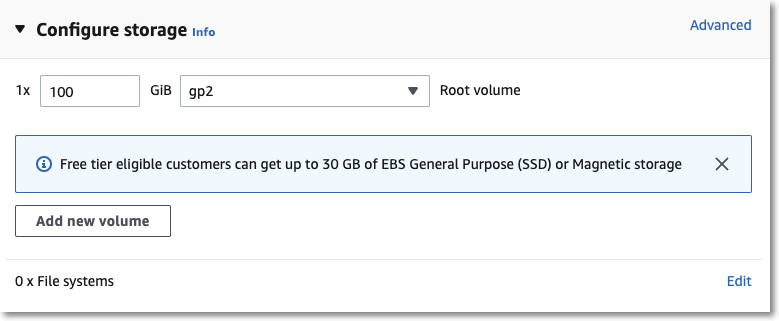 Configure storage Info Advanced
1x 100 GiB gp2 Root volume
Free tier eligible customers can get up to 30 GB of EBS General Purpose (SSD) or Magnetic storage
Add new volume
0 x File systems Edit